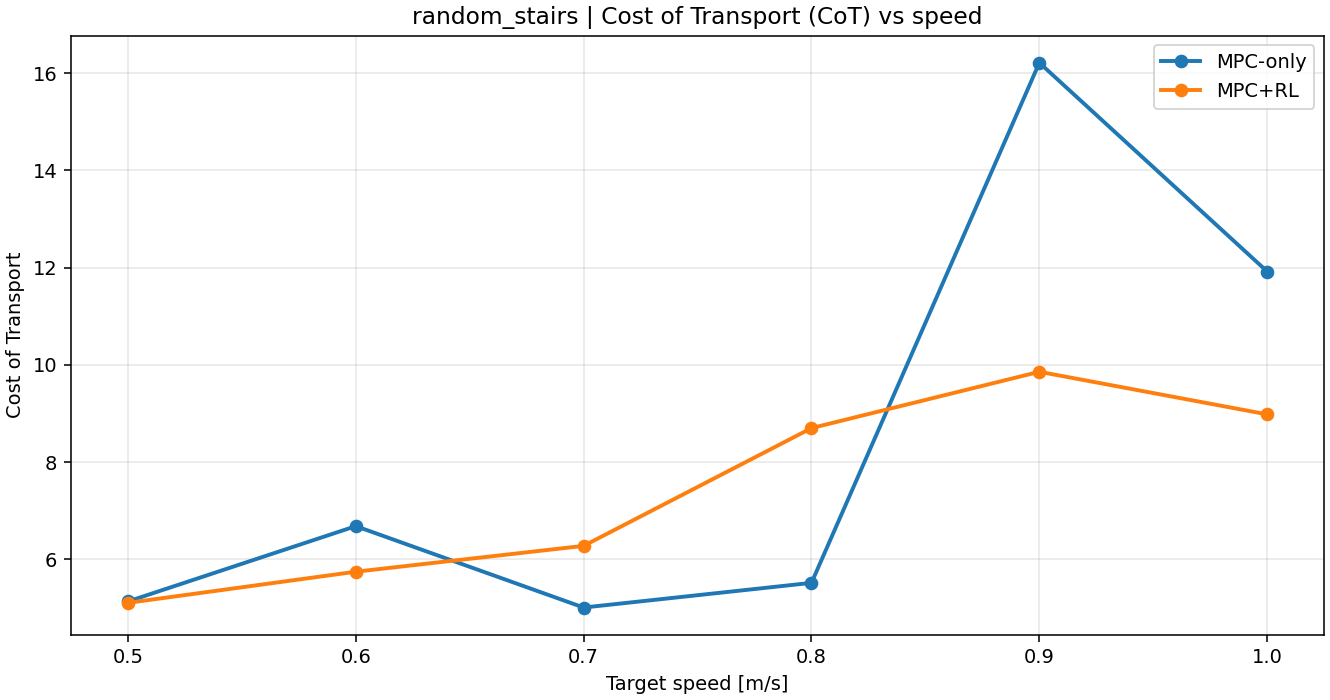 random_stairs | Cost of Transport (CoT) vs speed
MPC-only
MPC+RL
Cost of Transport
16
14
12
10
8
6
0.5 0.6 0.7 0.8 0.9 1.0
Target speed [m/s]